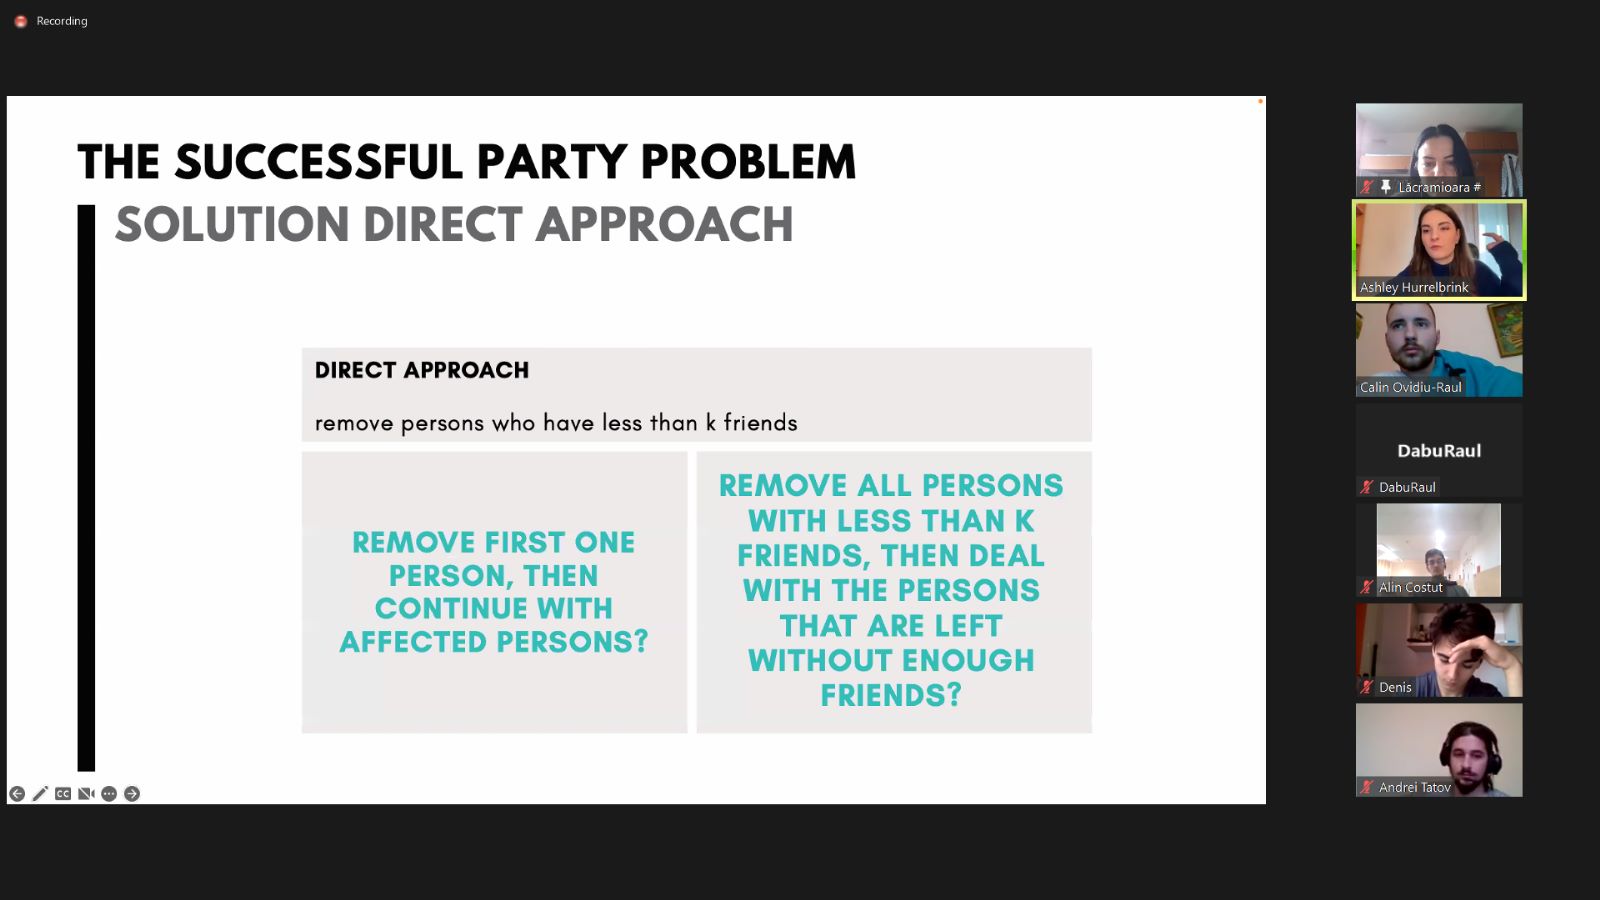 Recording
THE SUCCESSFUL PARTY PROBLEM
SOLUTION DIRECT APPROACH
DIRECT APPROACH
remove persons who have less than k friends
REMOVE FIRST ONE
PERSON, THEN
CONTINUE WITH
AFFECTED PERSONS?
REMOVE ALL PERSONS
WITH LESS THAN K
FRIENDS, THEN DEAL
WITH THE PERSONS
THAT ARE LEFT
WITHOUT ENOUGH
FRIENDS?
CC
Lăcramioara #
Ashley Hurrelbrink
Calin Ovidiu-Raul
DabuRaul
DabuRaul
Alin Costut
Denis
Andrei Tatov